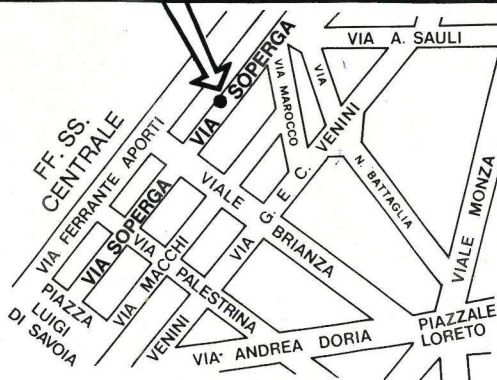 VIA A. SAULI
VIA SOPERGA
VIA MAROCCO
VIA
VENINI
FF. SS.
CENTRALE
VIA FERRANTE APORTI
N. BATTAGLIA
VIALE MONZA
VIALE
BRIANZA
VIA G. E C.
VIA SOPERGA
VIA
PALESTRINA
VIA MACCHI
PIAZZA
LUIGI
DI SAVOIA
VENINI
VIA ANDREA DORIA
PIAZZALE
LORETO